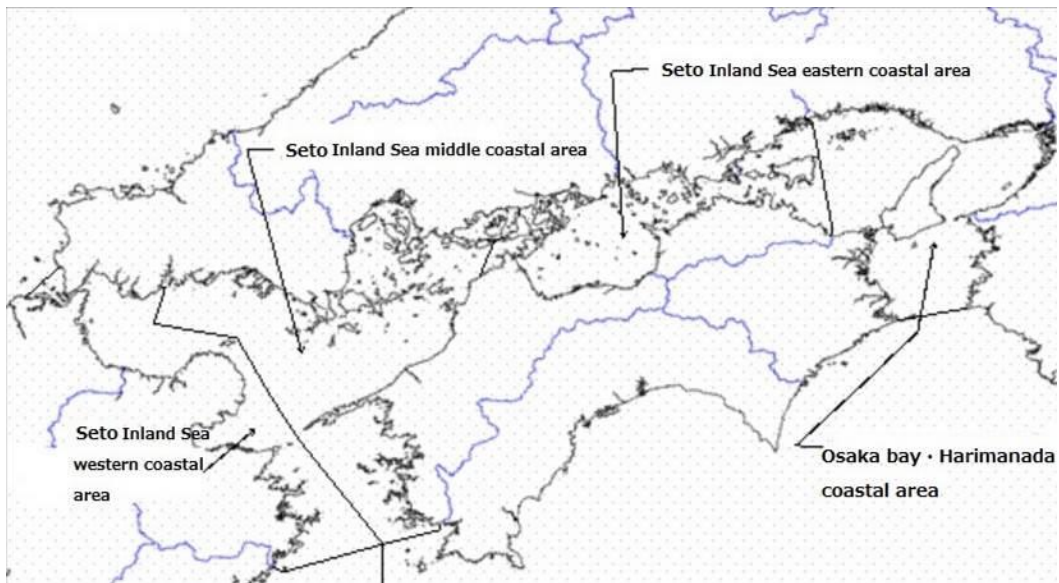 Seto Inland Sea eastern coastal area
Seto Inland Sea middle coastal area
Seto Inland Sea
western coastal
area
Osaka bay・Harimanada
coastal area